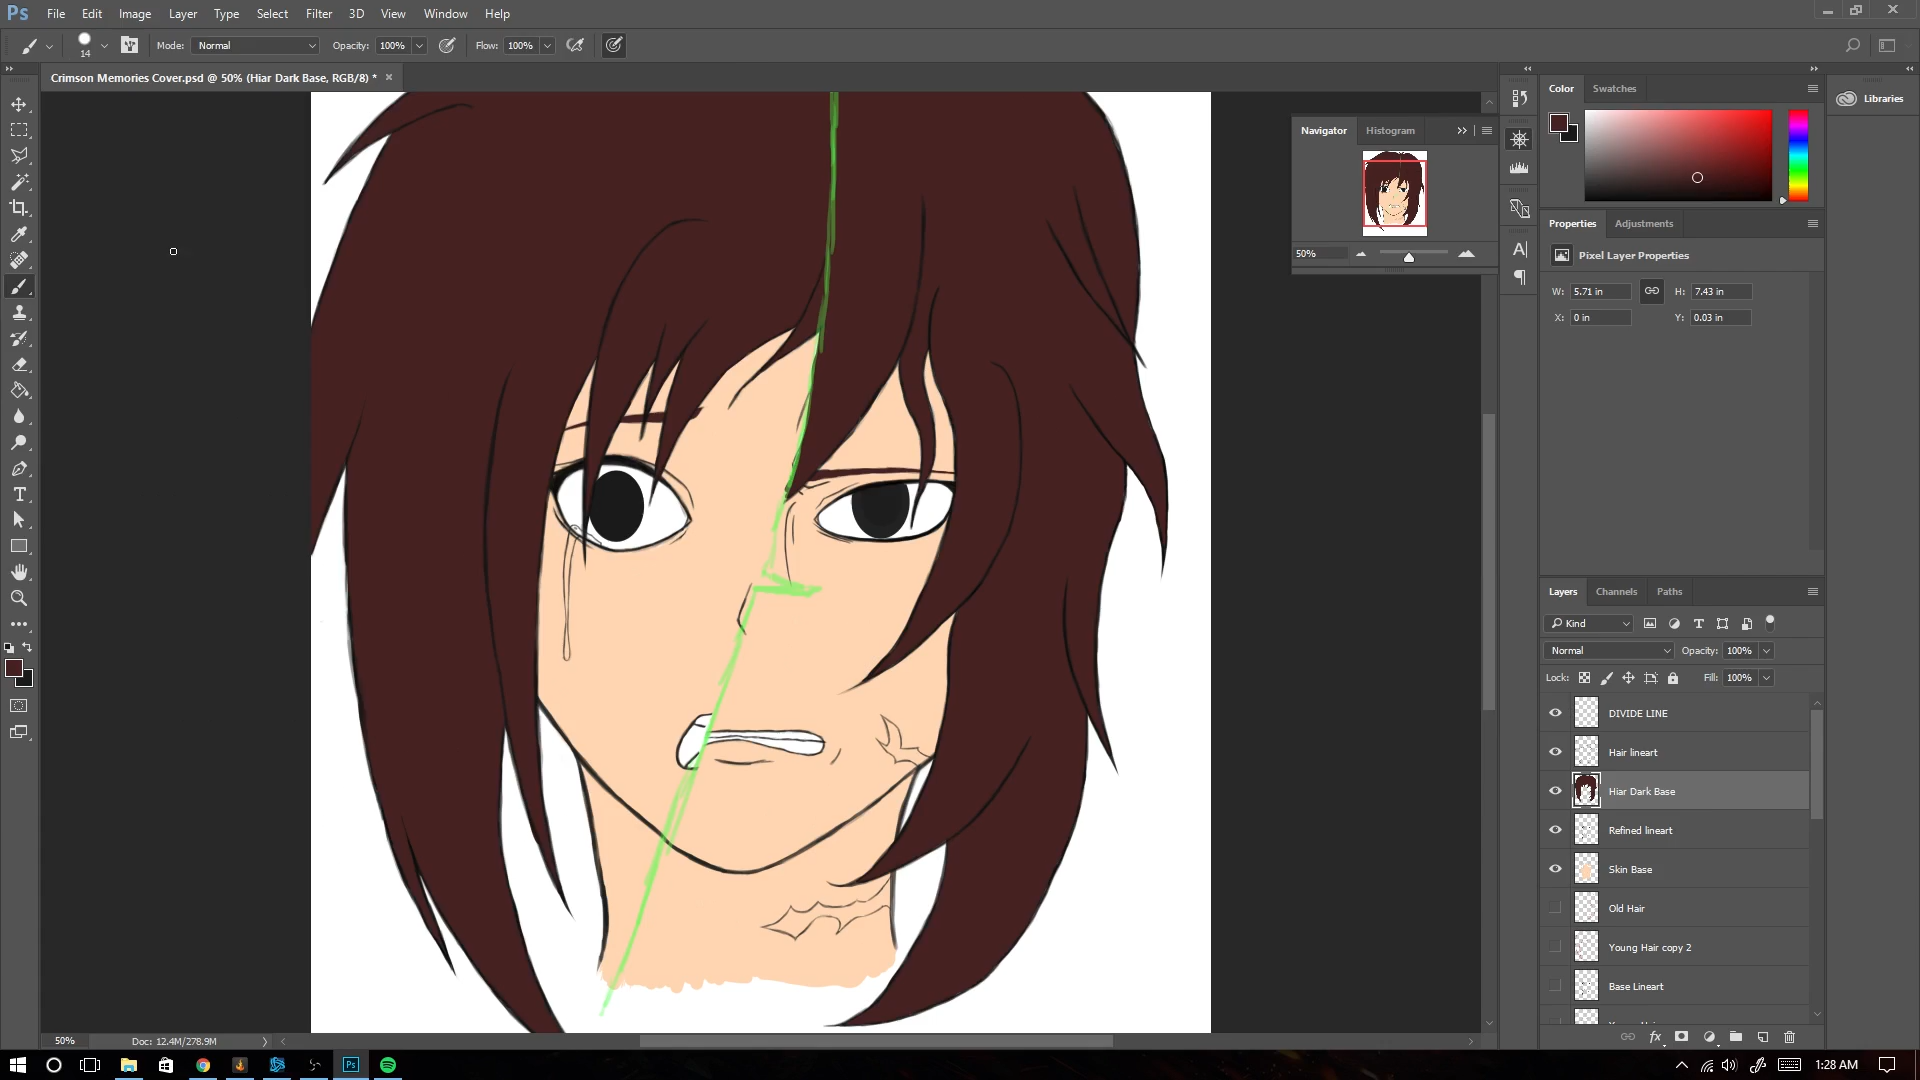 Ps File Edit Image Layer Type Select Filter 3D View Window Help
14 Mode: Normal Opacity: 100% Flow: 100%
Crimson Memories Cover.psd @ 50% (Hiar Dark Base, RGB/8) * ×
Navigator Histogram
50%
Color Swatches
Libraries
Properties Adjustments
Pixel Layer Properties
W: 5.71 in H: 7.43 in
X: 0 in Y: 0.03 in
Layers Channels Paths
Kind
Normal Opacity: 100%
Lock: Fill: 100%
DIVIDE LINE
Hair lineart
Hiar Dark Base
Refined lineart
Skin Base
Old Hair
Young Hair copy 2
Base Lineart
50% Doc: 12.4M/278.9M
Ps
1:28 AM